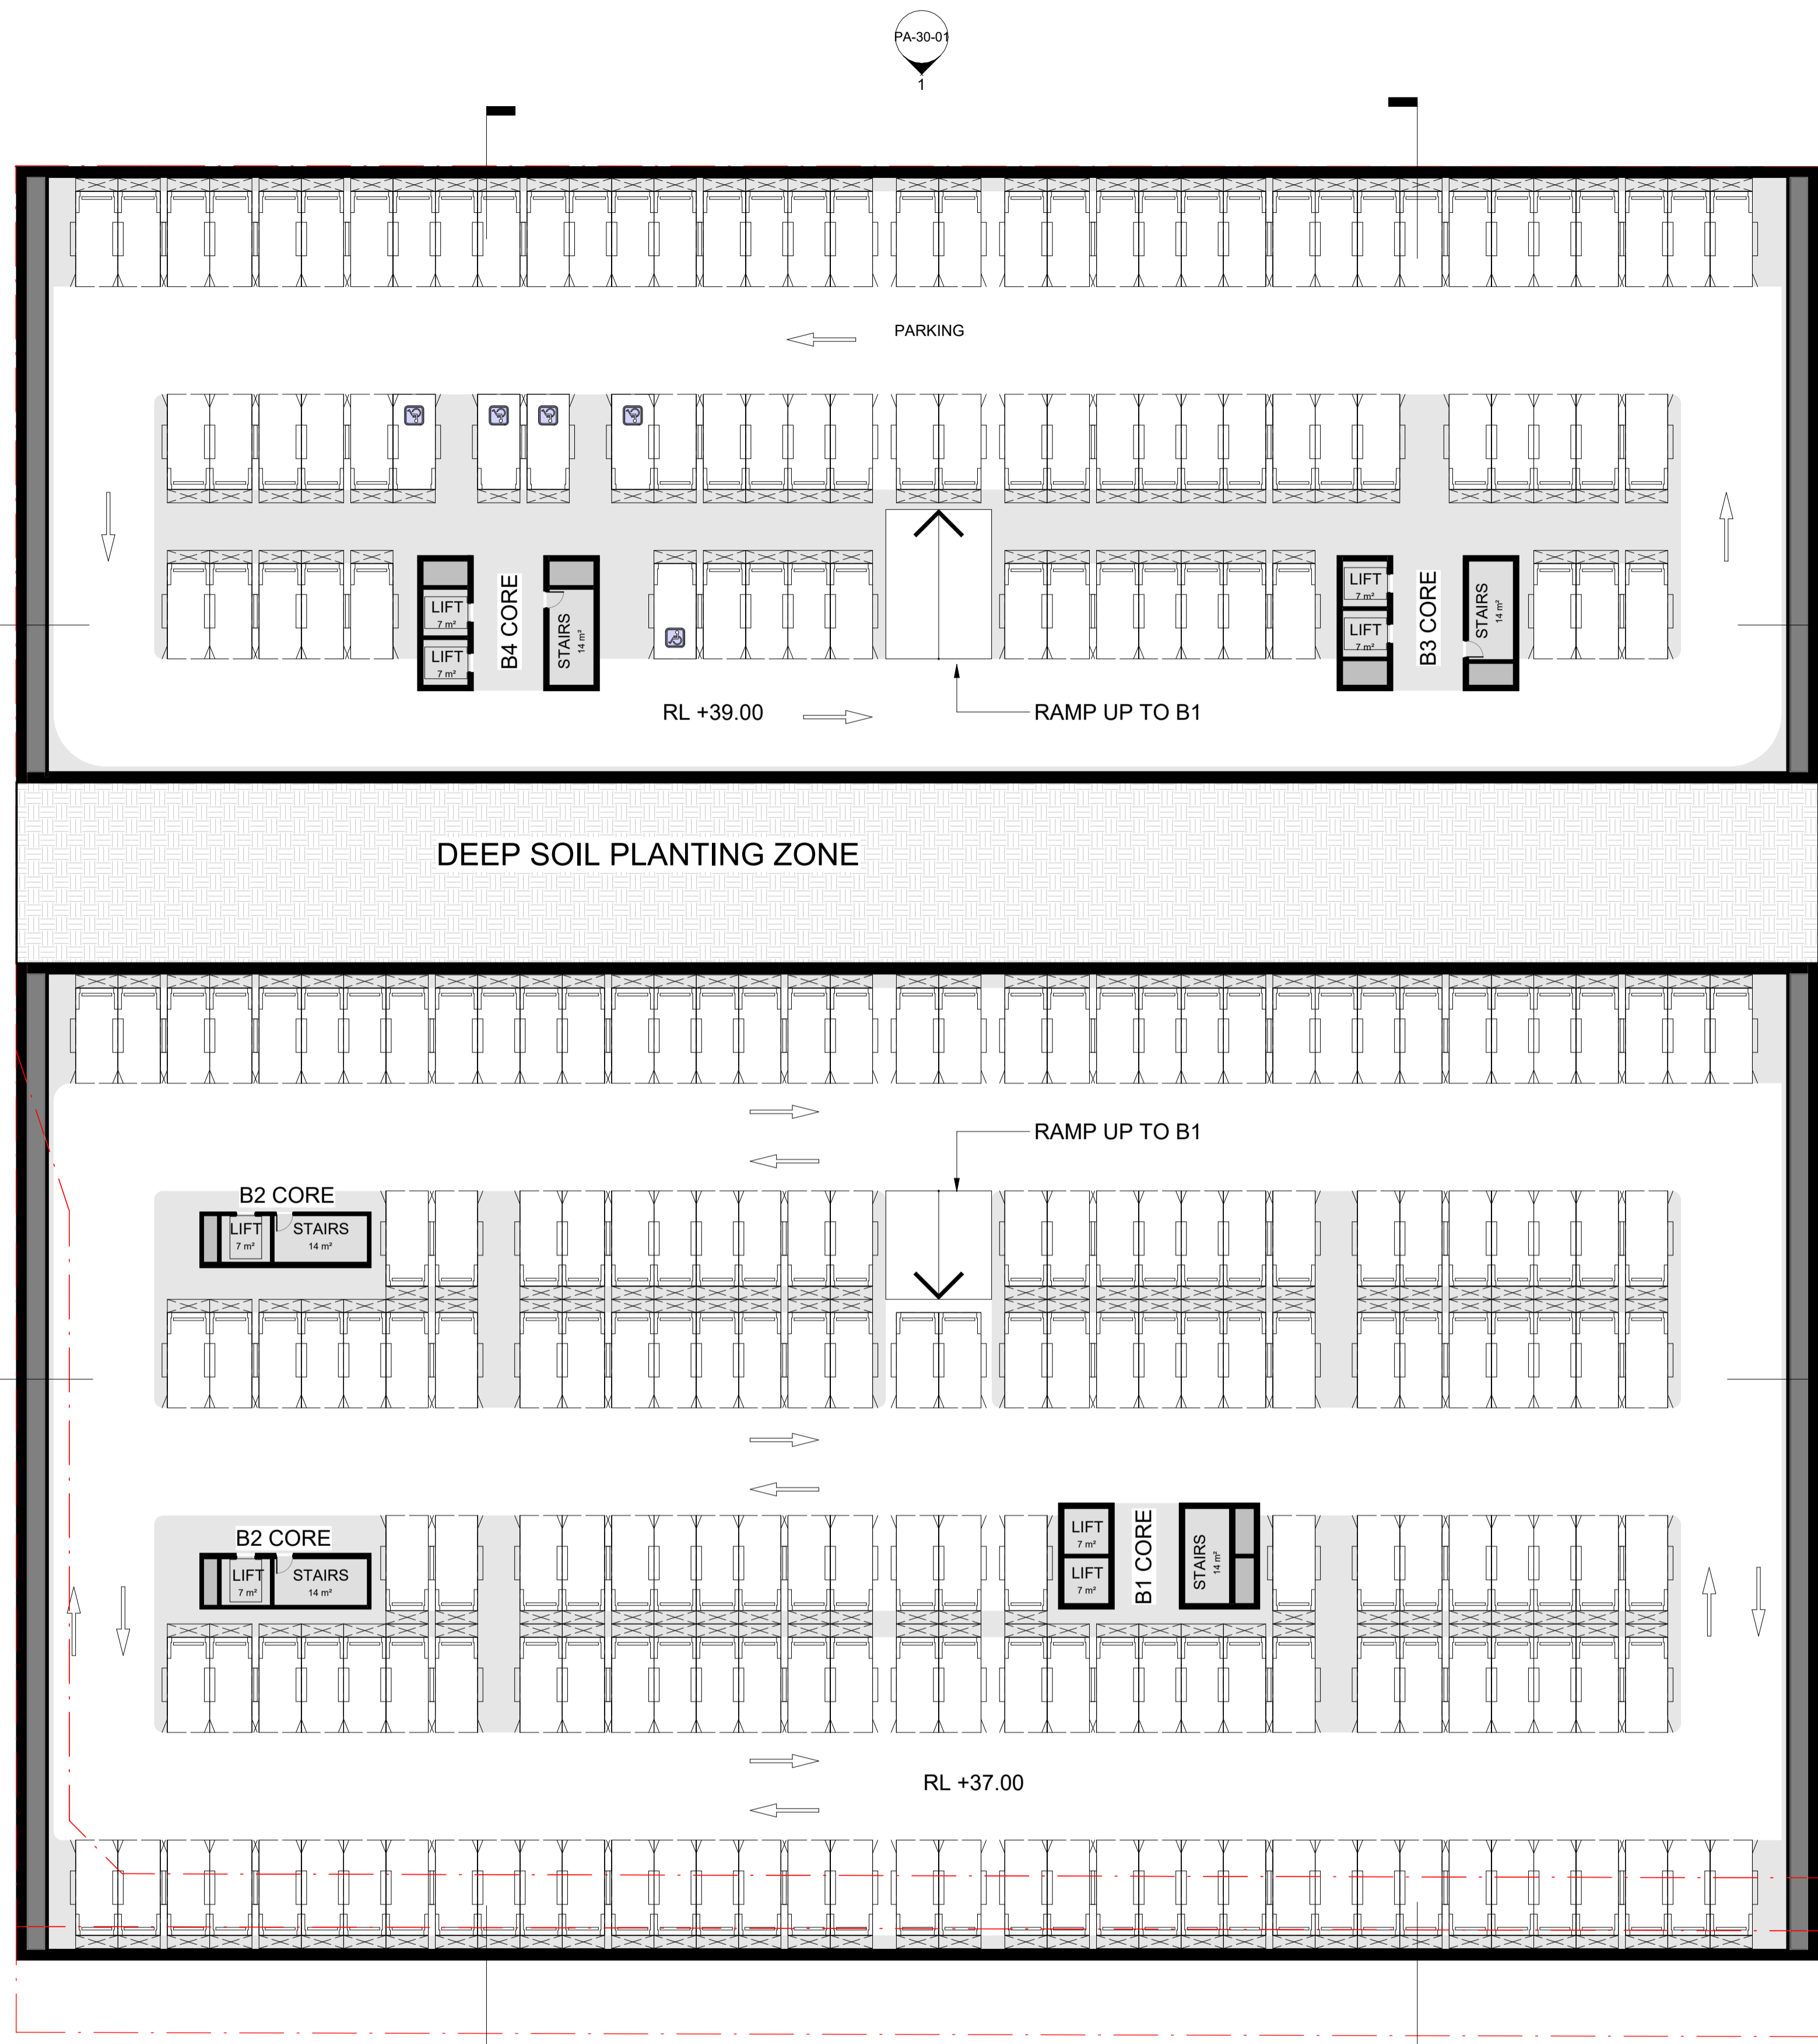 PA-30-01
1
PARKING
LIFT
7 m²
LIFT
7 m²
B4 CORE
STAIRS
14 m²
LIFT
7 m²
LIFT
7 m²
B3 CORE
STAIRS
14 m²
RL +39.00
RAMP UP TO B1
DEEP SOIL PLANTING ZONE
RAMP UP TO B1
B2 CORE
LIFT
7 m²
STAIRS
14 m²
B2 CORE
LIFT
7 m²
STAIRS
14 m²
LIFT
7 m²
LIFT
7 m²
B1 CORE
STAIRS
14 m²
RL +37.00